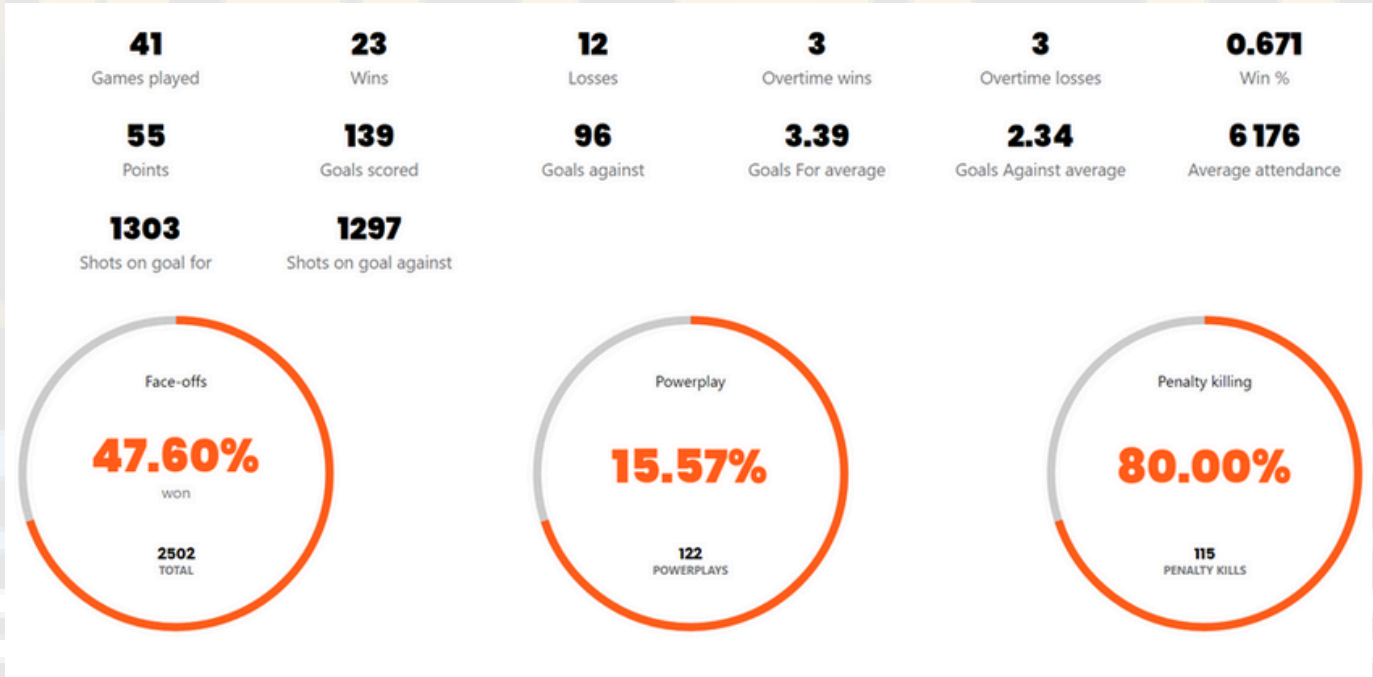 41 23 12 3 3 0.671
Games played Wins Losses Overtime wins Overtime losses Win %
55 139 96 3.39 2.34 6 176
Points Goals scored Goals against Goals For average Goals Against average Average attendance
1303 1297
Shots on goal for Shots on goal against
Face-offs Powerplay Penalty killing
47.60% 15.57% 80.00%
won
2502 122 115
TOTAL POWERPLAYS PENALTY KILLS